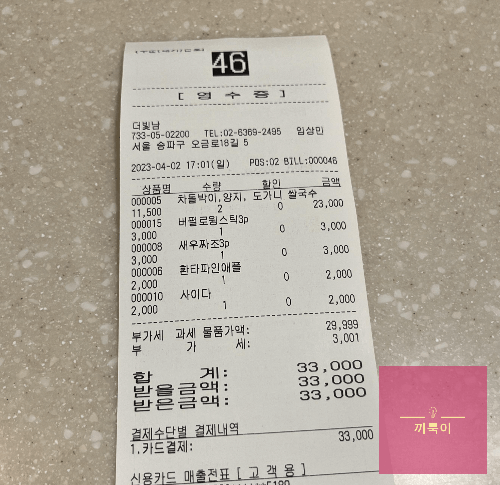 46
[ 영 수 증 ]
더빛남
733-05-02200 TEL:02-6369-2495 임상민
서울 송파구 오금로18길 5
2023-04-02 17:01(일) POS:02 BILL:000046
상품명 수량 할인 금액
000005 차돌박이,양지, 도가니 쌀국수
11,500 2 0 23,000
000015 버펄로윙스틱3p
3,000 1 0 3,000
000008 새우짜조3p
3,000 1 0 3,000
000006 환타파인애플
2,000 1 0 2,000
000010 사이다
2,000 1 0 2,000
부가세 과세 물품가액: 29,999
부 가 세: 3,001
합 계: 33,000
받을금액: 33,000
받은금액: 33,000
결제수단별 결제내역
1.카드결제: 33,000
신용카드 매출전표 [ 고 객 용 ]
끼룩이